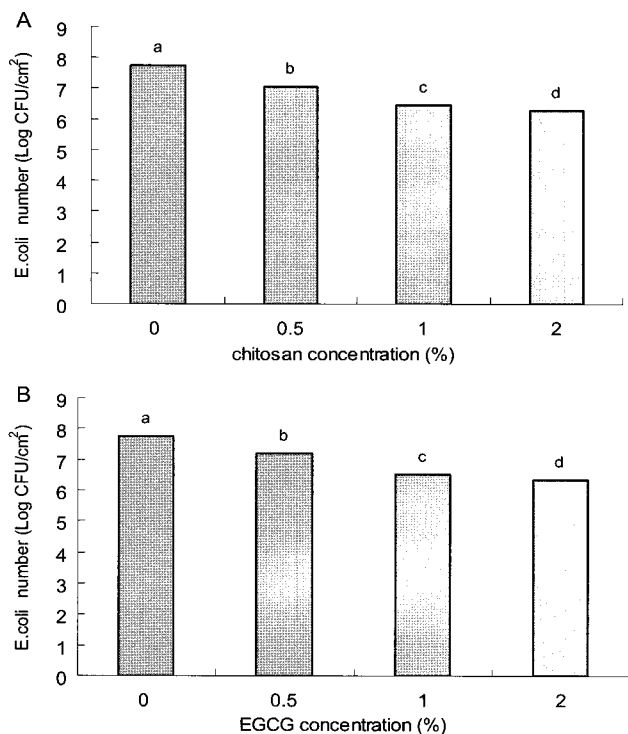 A
E.coli number (Log CFU/cm²)
9
8
7
6
5
4
3
2
1
0
a
b
c
d
0 0.5 1 2
chitosan concentration (%)
B
E.coli number (Log CFU/cm²)
9
8
7
6
5
4
3
2
1
0
a
b
c
d
0 0.5 1 2
EGCG concentration (%)